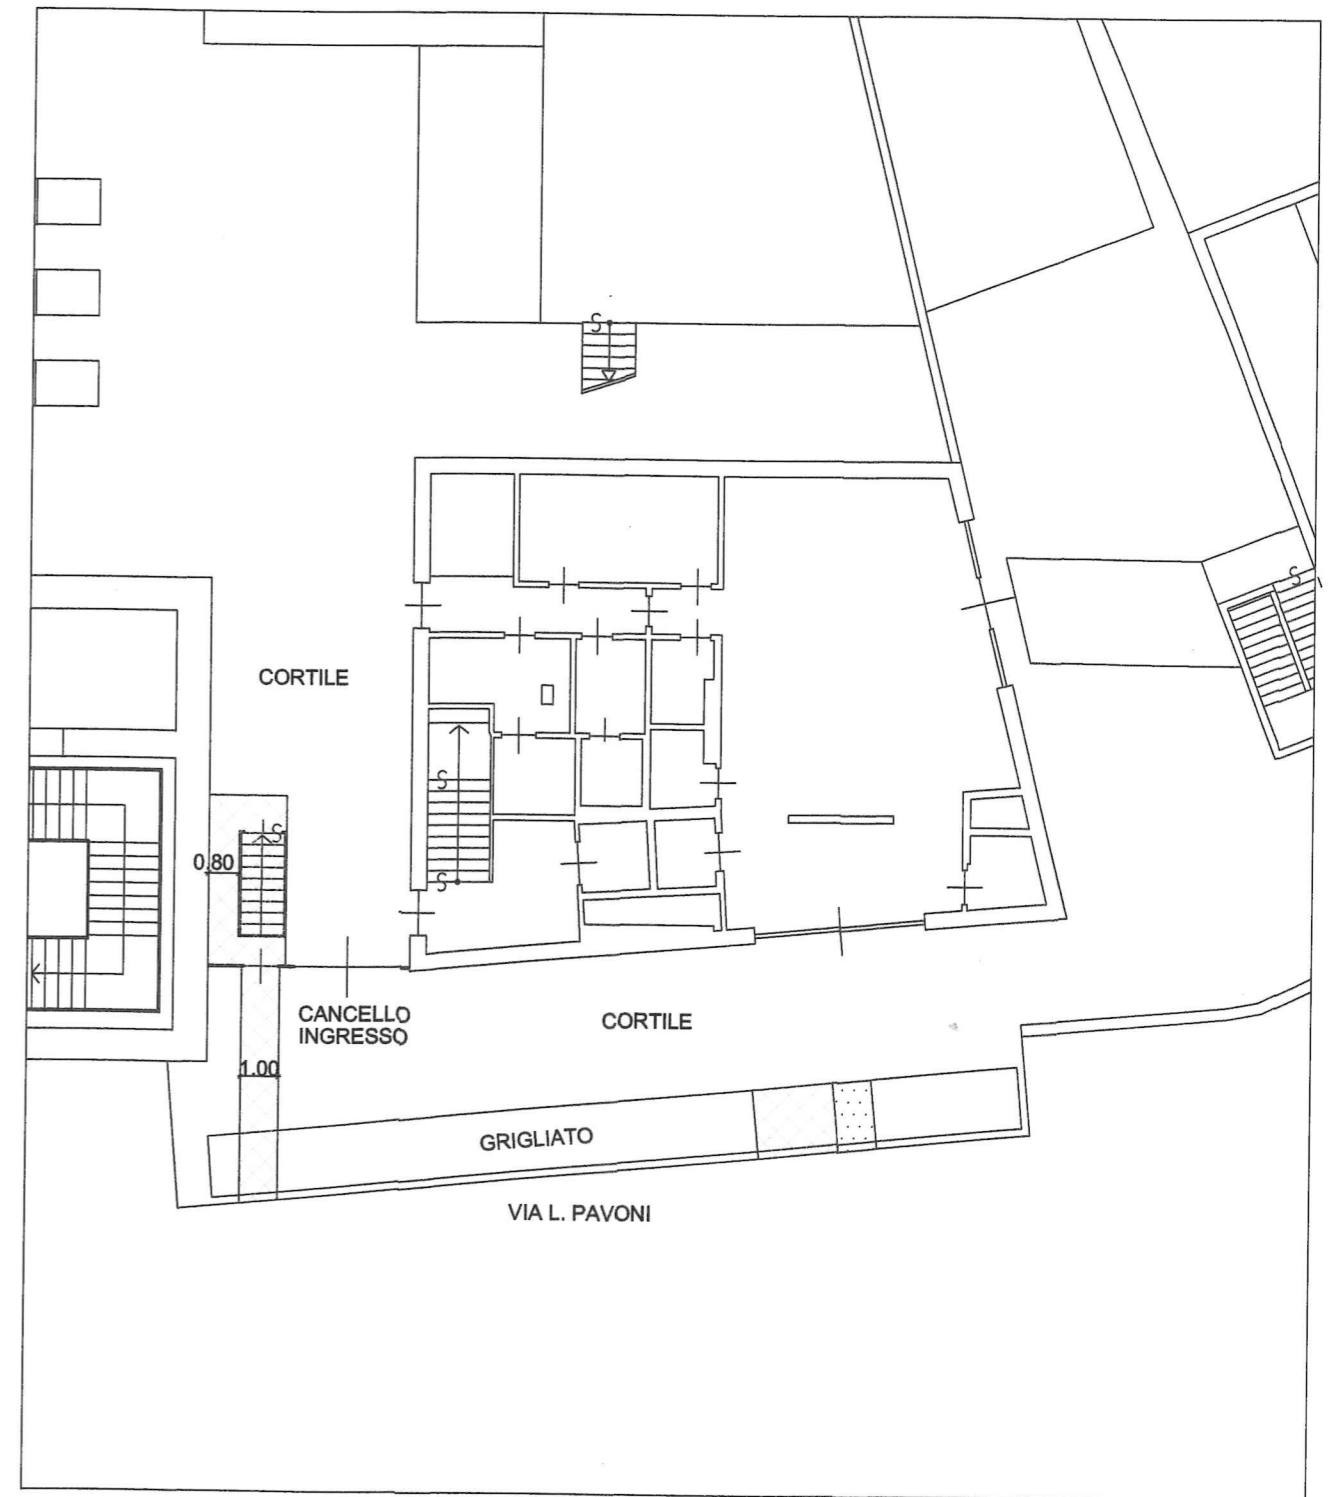 S
S
CORTILE
S
S
0.80
S
CANCELLO
INGRESSO
CORTILE
1.00
GRIGLIATO
VIA L. PAVONI